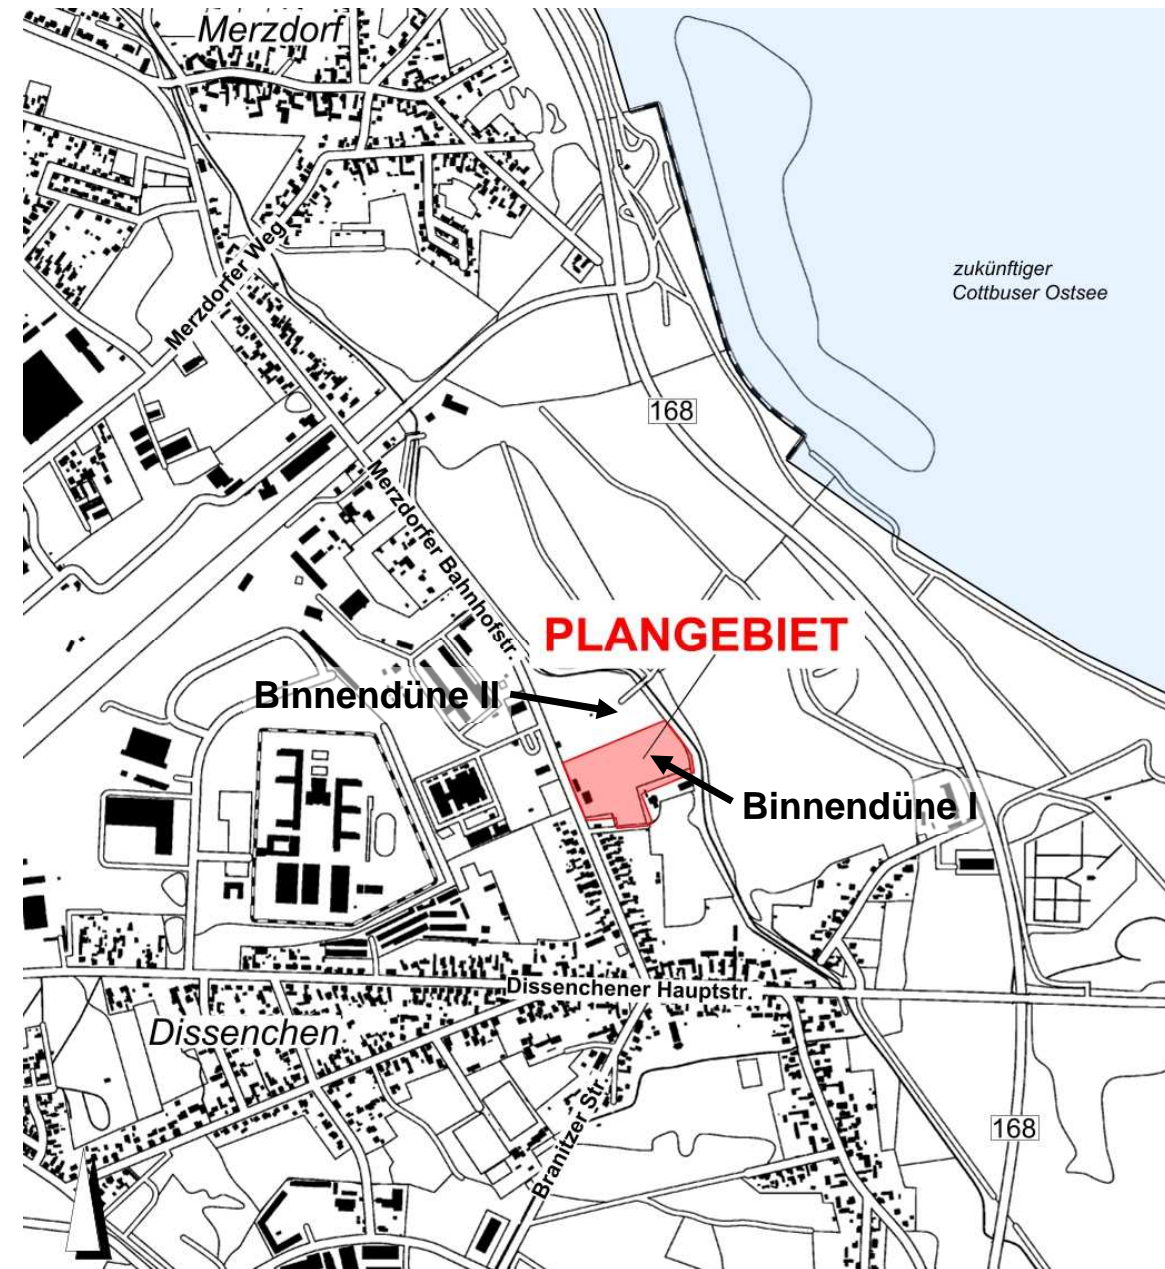 Merzdorf
Merzdorfer Weg
zukünftiger
Cottbuser Ostsee
168
Merzdorfer Bahnhofstr.
PLANGEBIET
Binnendüne II
Binnendüne I
Dissenchener Hauptstr.
Dissenchen
Branitzer Str.
168